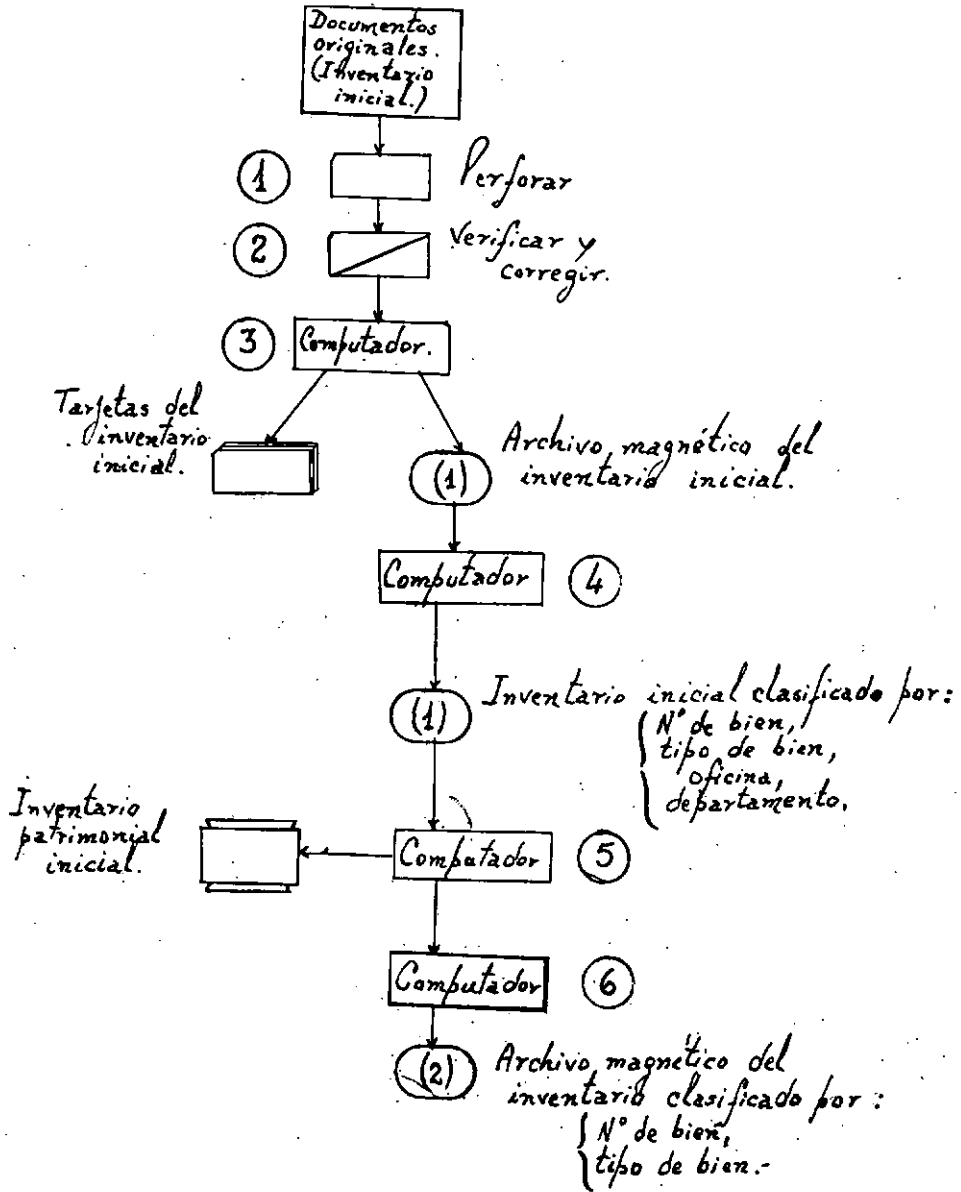 Documentos
originales.
(Inventario
inicial.)
1
Perforar
2
Verificar y
corregir.
3
Computador.
Tarjetas del
inventario
inicial.
(1)
Archivo magnético del
inventario inicial.
Computador
4
(1)
Inventario inicial clasificado por:
N° de bien,
tipo de bien,
oficina,
departamento.
Inventario
patrimonial
inicial.
Computador
5
Computador
6
(2)
Archivo magnético del
inventario clasificado por:
N° de bien,
tipo de bien.-